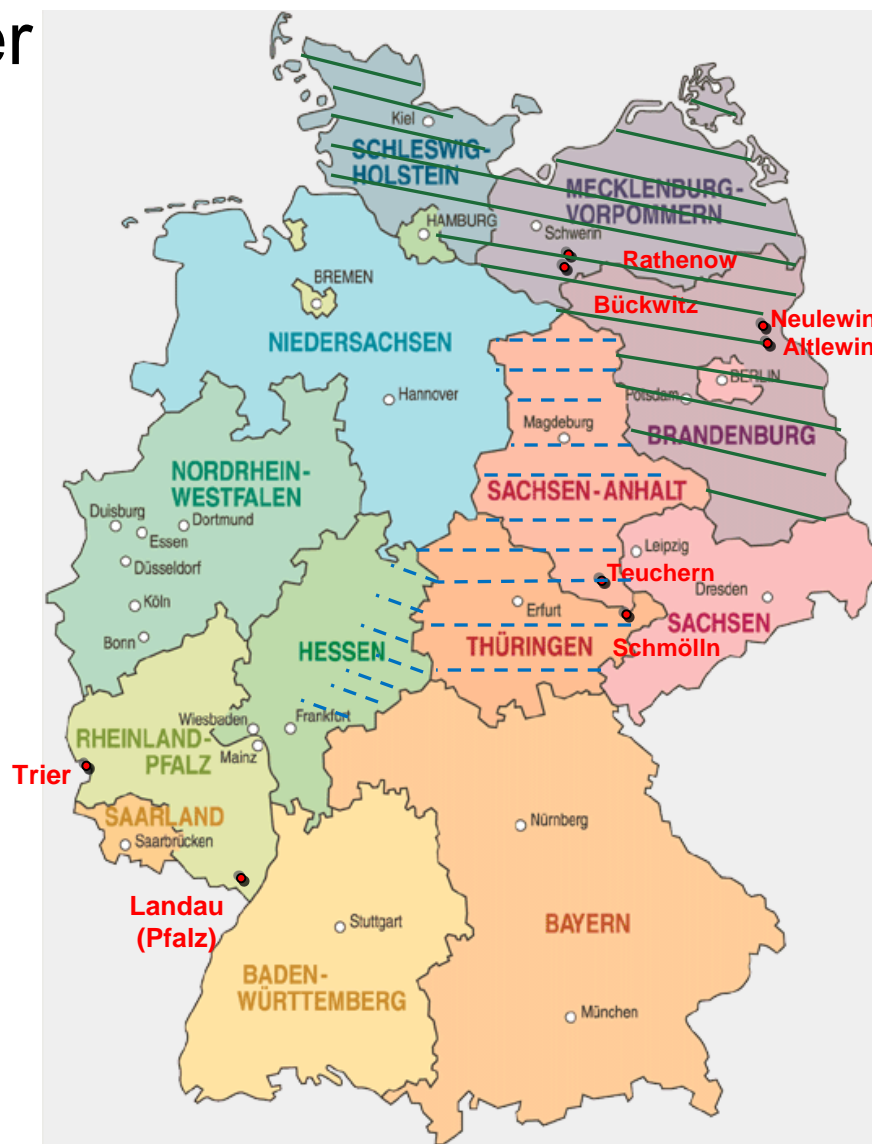 er
Kiel
SCHLESWIG-
HOLSTEIN
MECKLENBURG-
VORPOMMERN
HAMBURG
Schwerin
Rathenow
BREMEN
Bückwitz
Neulewin
NIEDERSACHSEN
Altlewin
BERLIN
Hannover
Potsdam
Magdeburg
BRANDENBURG
NORDRHEIN-
WESTFALEN
SACHSEN-ANHALT
Duisburg
Dortmund
Essen
Leipzig
Düsseldorf
Teuchern
Dresden
Köln
Erfurt
SACHSEN
Bonn
HESSEN
THÜRINGEN
Schmölln
Wiesbaden
Frankfurt
RHEINLAND-
PFALZ
Mainz
Trier
SAARLAND
Saarbrücken
Nürnberg
Landau
(Pfalz)
Stuttgart
BAYERN
BADEN-
WÜRTTEMBERG
München